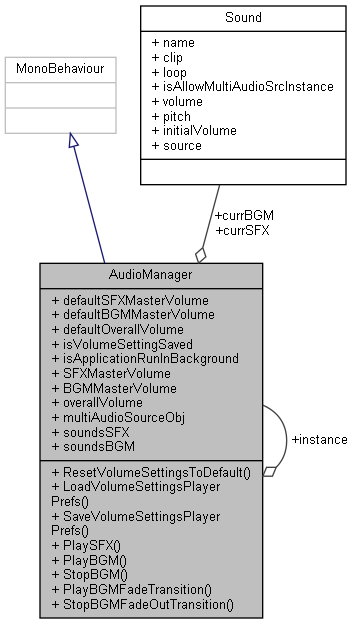 Sound
+ name
+ clip
+ loop
+ isAllowMultiAudioSrcInstance
+ volume
+ pitch
+ initialVolume
+ source
MonoBehaviour
+currBGM
+currSFX
AudioManager
+ defaultSFXMasterVolume
+ defaultBGMMasterVolume
+ defaultOverallVolume
+ isVolumeSettingSaved
+ isApplicationRunInBackground
+ SFXMasterVolume
+ BGMMasterVolume
+ overallVolume
+ multiAudioSourceObj
+ soundsSFX
+ soundsBGM
+instance
+ ResetVolumeSettingsToDefault()
+ LoadVolumeSettingsPlayer
Prefs()
+ SaveVolumeSettingsPlayer
Prefs()
+ PlaySFX()
+ PlayBGM()
+ StopBGM()
+ PlayBGMFadeTransition()
+ StopBGMFadeOutTransition()